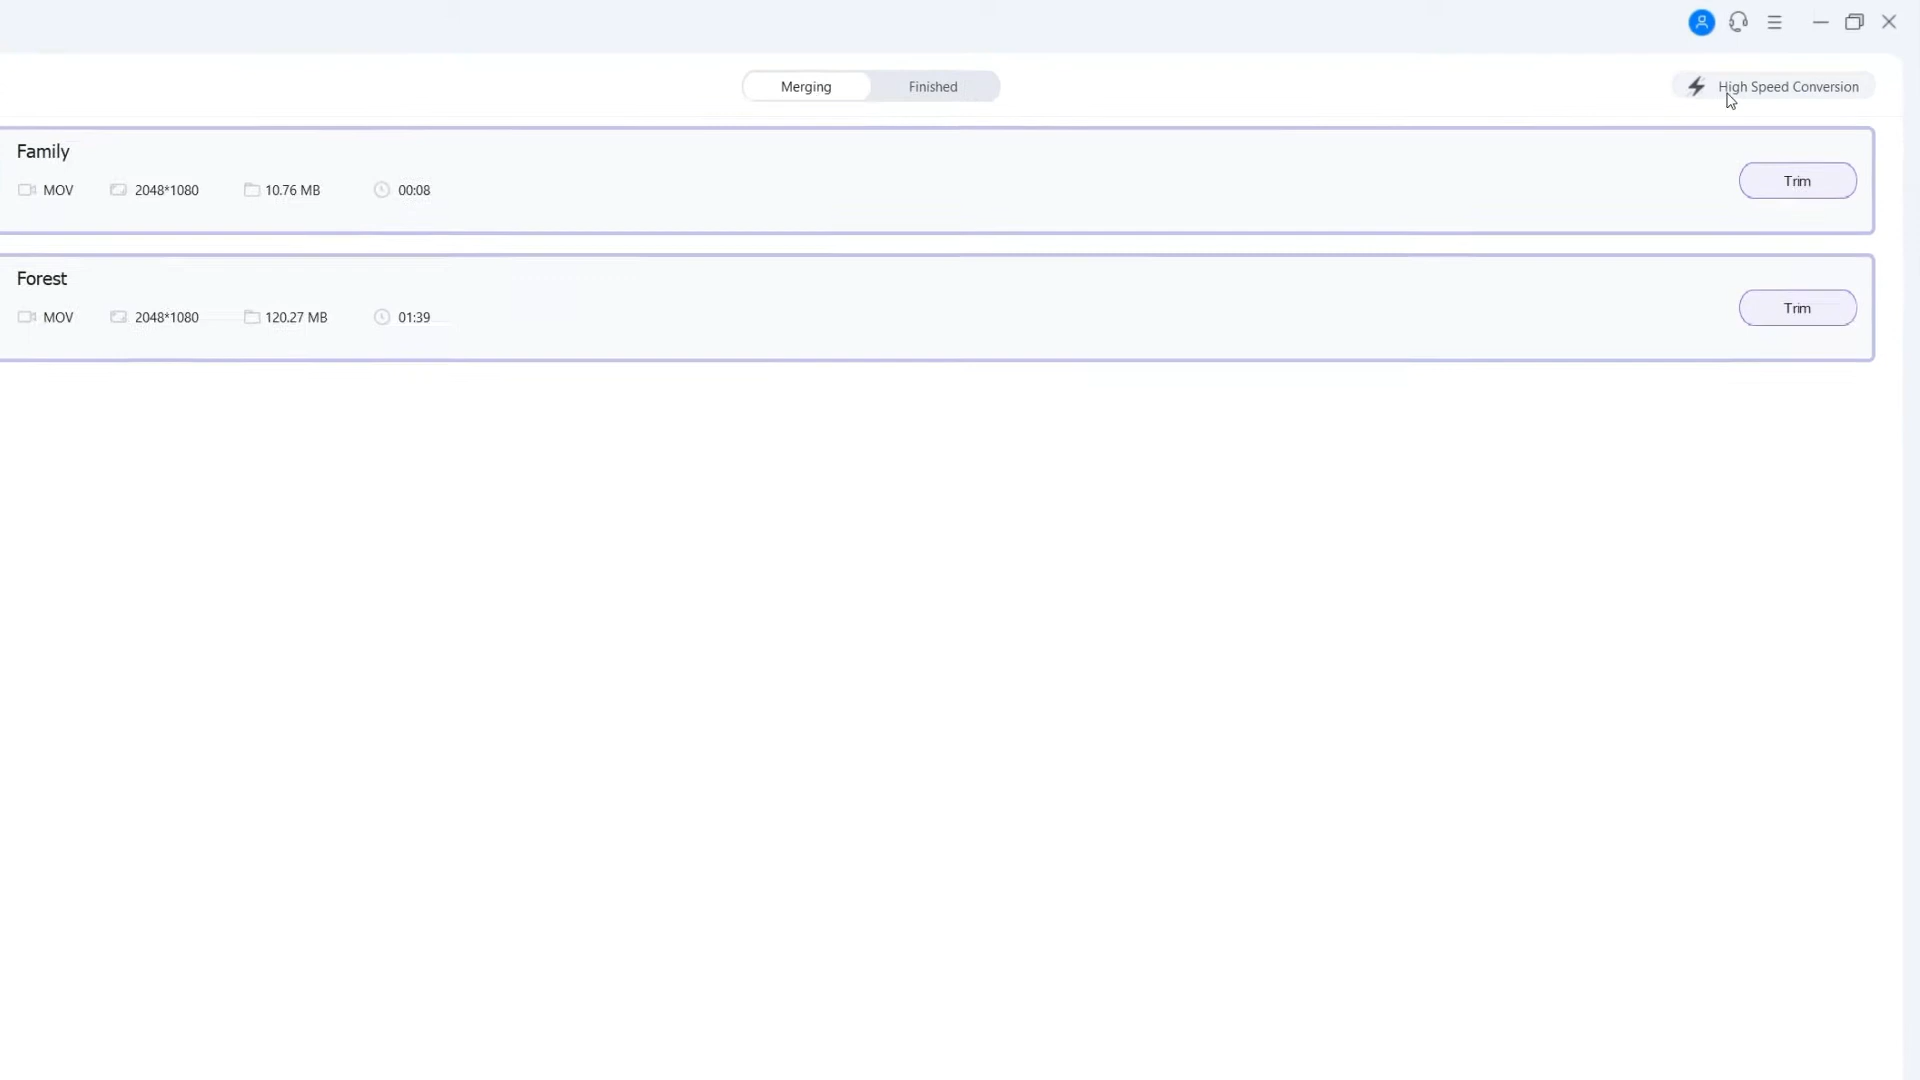 Merging Finished High Speed Conversion
Family
MOV 2048*1080 10.76 MB 00:08 Trim
Forest
MOV 2048*1080 120.27 MB 01:39 Trim